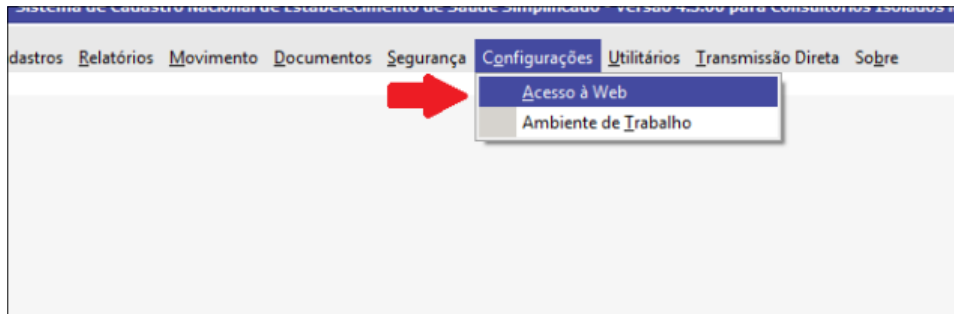 Sistema de Cadastro Nacional de Estabelecimento de Saúde Simplificado - Versão 4.5.00 para Consultórios Isolados
dastros Relatórios Movimento Documentos Segurança Configurações Utilitários Transmissão Direta Sobre
Acesso à Web
Ambiente de Trabalho